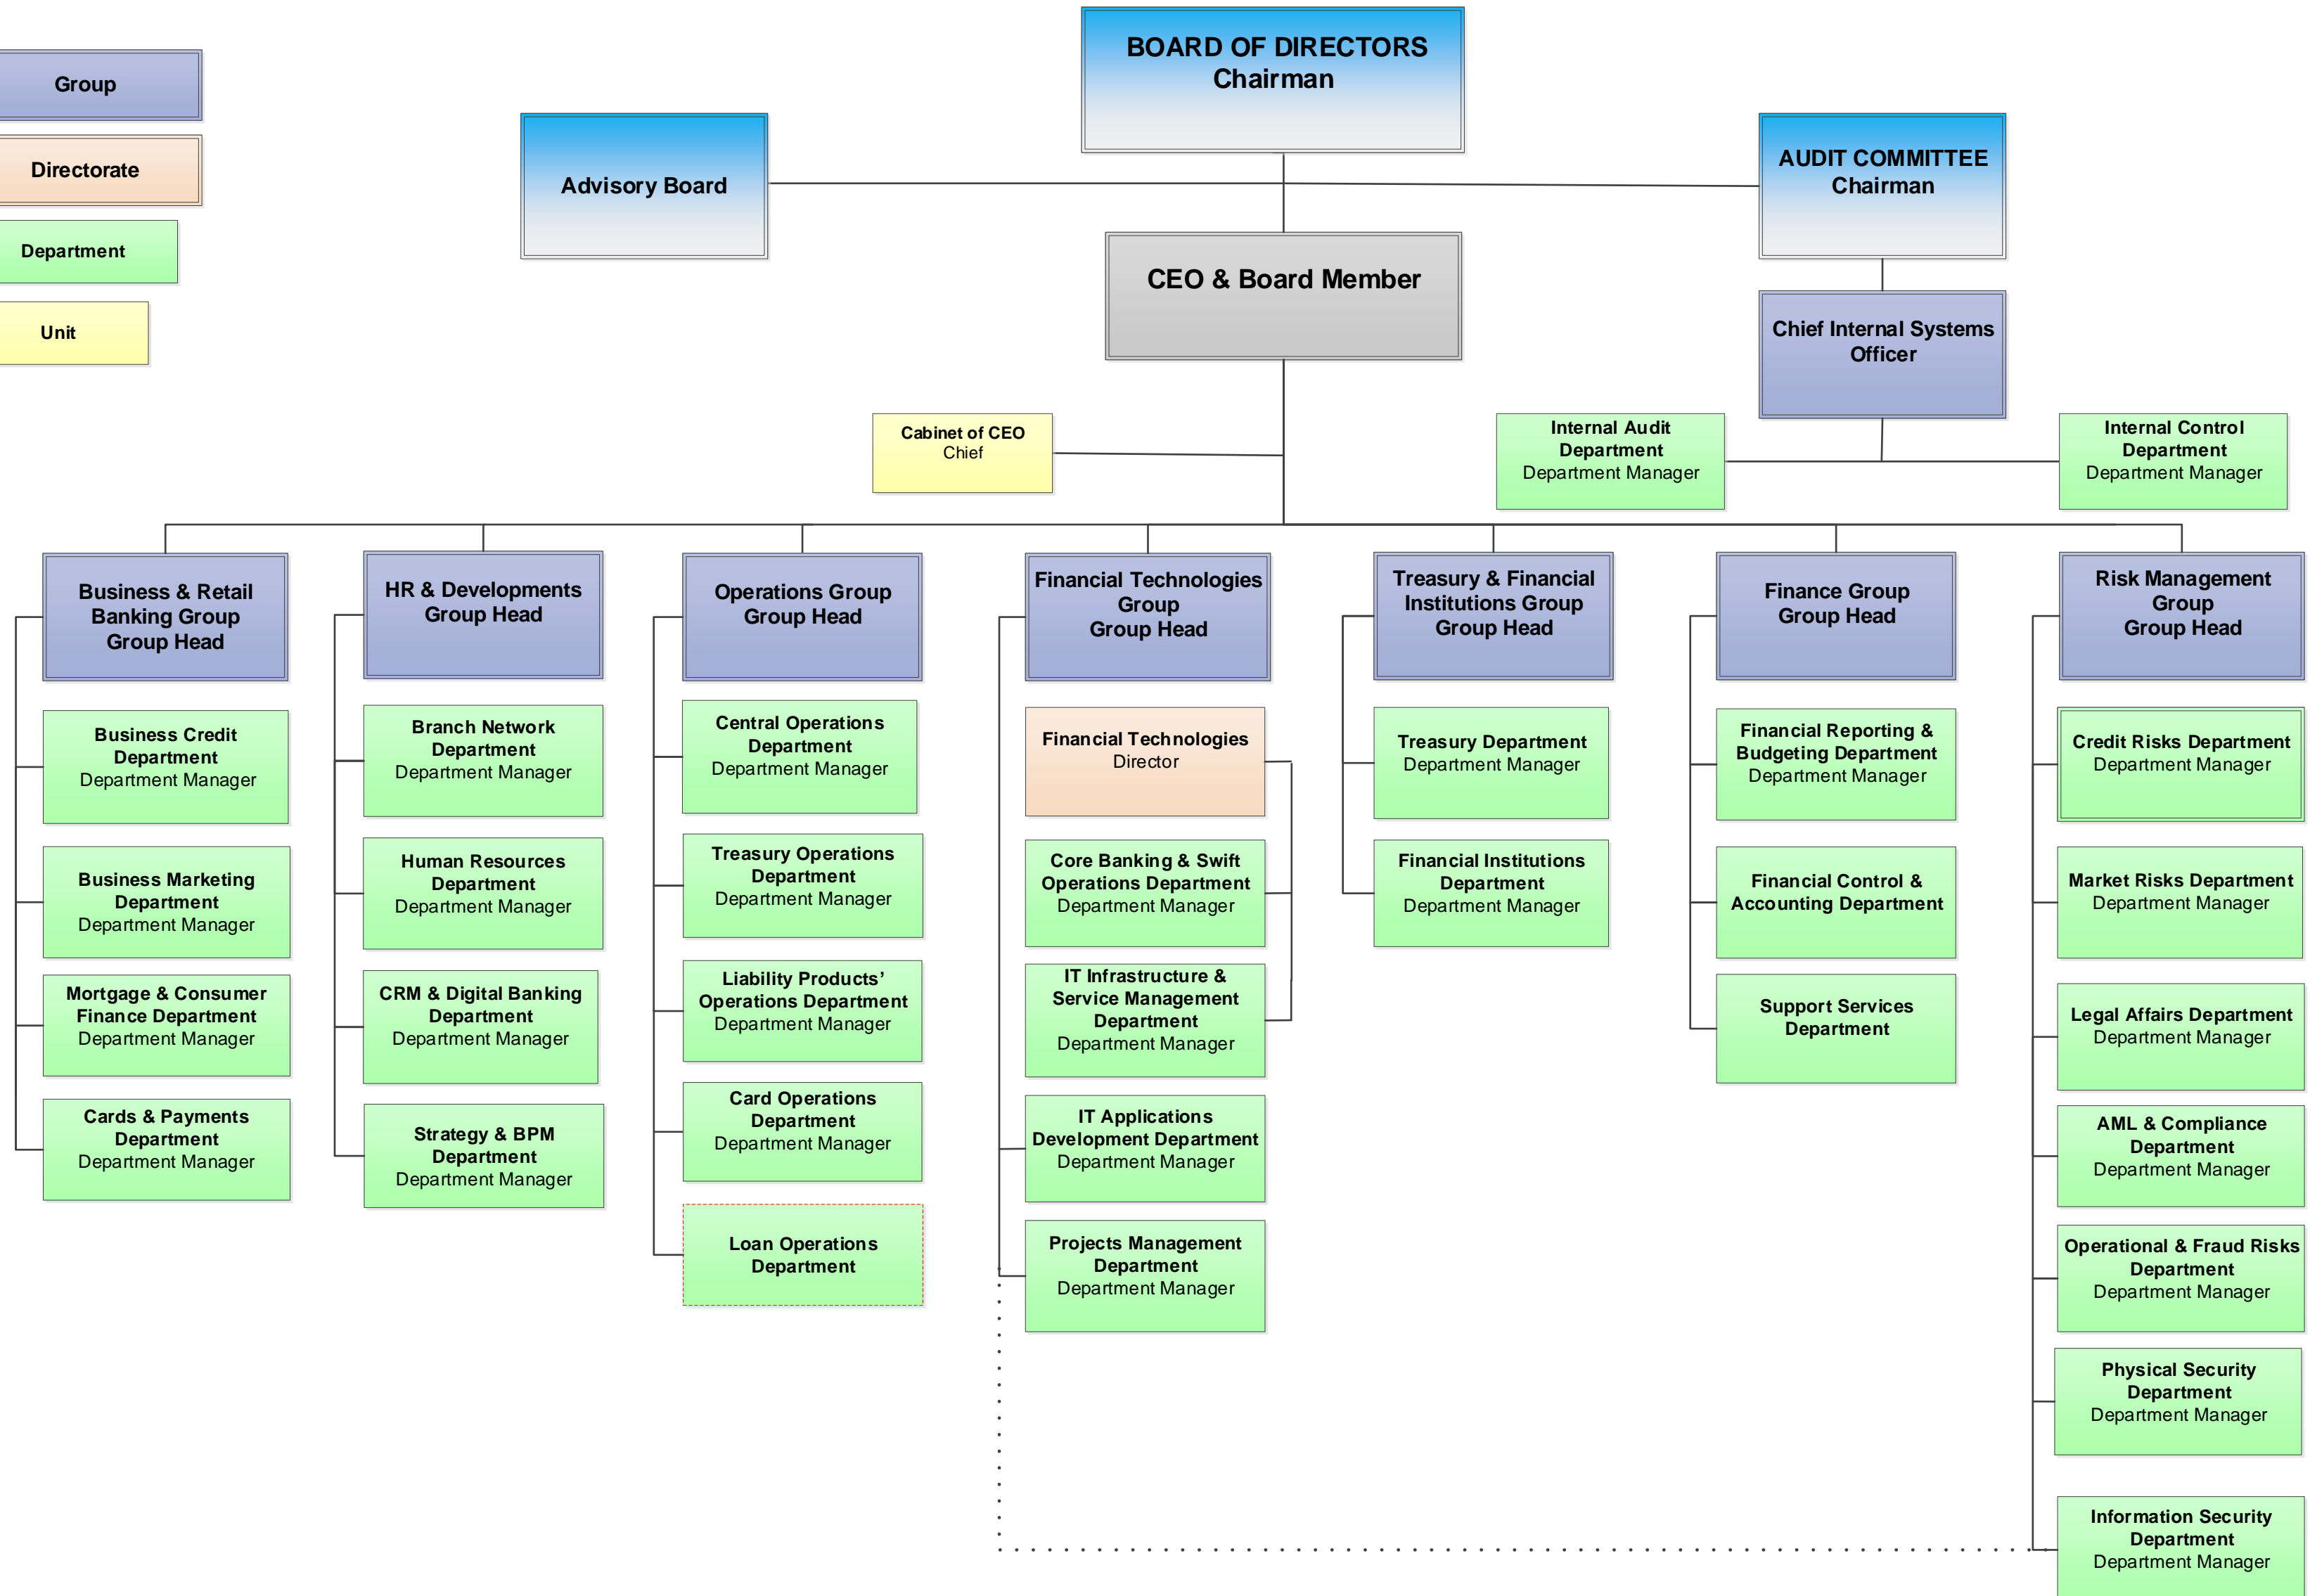 Group
Directorate
Department
Unit
BOARD OF DIRECTORS
Chairman
Advisory Board
AUDIT COMMITTEE
Chairman
CEO & Board Member
Chief Internal Systems
Officer
Cabinet of CEO
Chief
Internal Audit
Department
Department Manager
Internal Control
Department
Department Manager
Business & Retail
Banking Group
Group Head
Business Credit
Department
Department Manager
Business Marketing
Department
Department Manager
Mortgage & Consumer
Finance Department
Department Manager
Cards & Payments
Department
Department Manager
HR & Developments
Group Head
Branch Network
Department
Department Manager
Human Resources
Department
Department Manager
CRM & Digital Banking
Department
Department Manager
Strategy & BPM
Department
Department Manager
Operations Group
Group Head
Central Operations
Department
Department Manager
Treasury Operations
Department
Department Manager
Liability Products’
Operations Department
Department Manager
Card Operations
Department
Department Manager
Loan Operations
Department
Financial Technologies
Group
Group Head
Financial Technologies
Director
Core Banking & Swift
Operations Department
Department Manager
IT Infrastructure &
Service Management
Department
Department Manager
IT Applications
Development Department
Department Manager
Projects Management
Department
Department Manager
Treasury & Financial
Institutions Group
Group Head
Treasury Department
Department Manager
Financial Institutions
Department
Department Manager
Finance Group
Group Head
Financial Reporting &
Budgeting Department
Department Manager
Financial Control &
Accounting Department
Support Services
Department
Risk Management
Group
Group Head
Credit Risks Department
Department Manager
Market Risks Department
Department Manager
Legal Affairs Department
Department Manager
AML & Compliance
Department
Department Manager
Operational & Fraud Risks
Department
Department Manager
Physical Security
Department
Department Manager
Information Security
Department
Department Manager